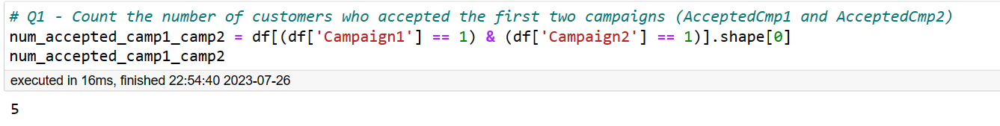 # Q1 - Count the number of customers who accepted the first two campaigns (AcceptedCmp1 and AcceptedCmp2)
num_accepted_camp1_camp2 = df[(df['Campaign1'] == 1) & (df['Campaign2'] == 1)].shape[0]
num_accepted_camp1_camp2
executed in 16ms, finished 22:54:40 2023-07-26
5